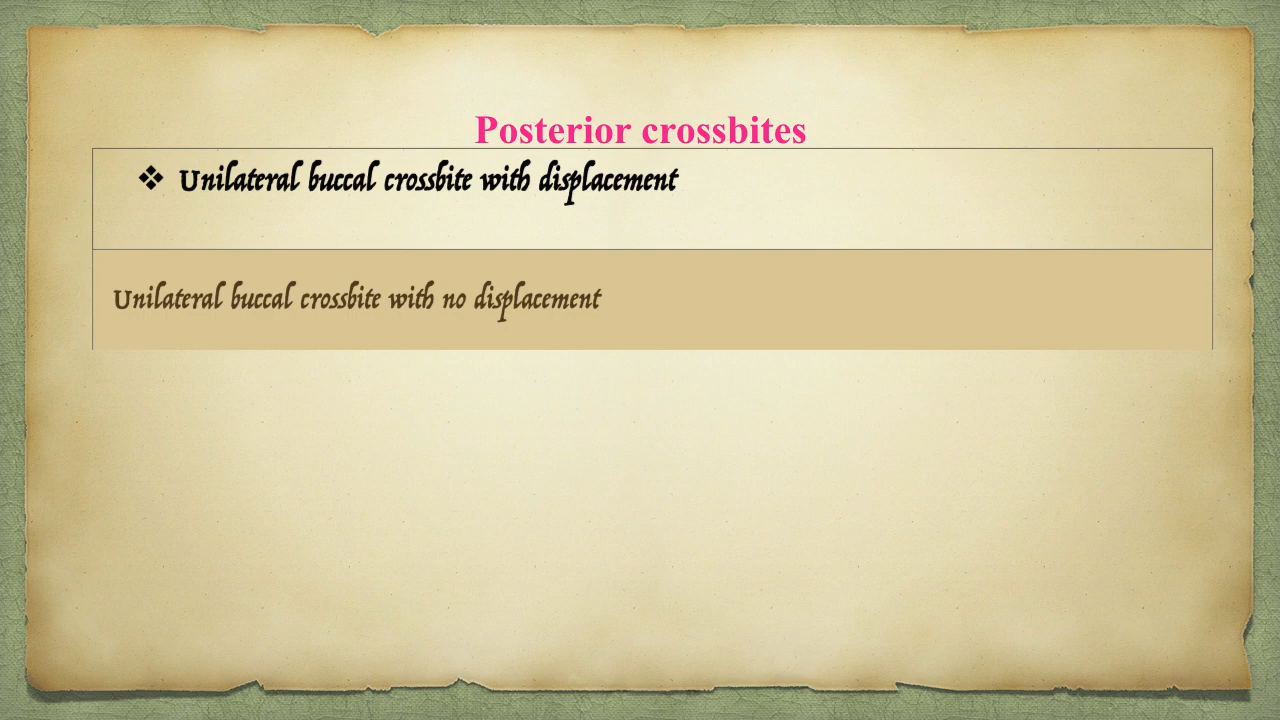 Posterior crossbites
❖ Unilateral buccal crossbite with displacement
Unilateral buccal crossbite with no displacement